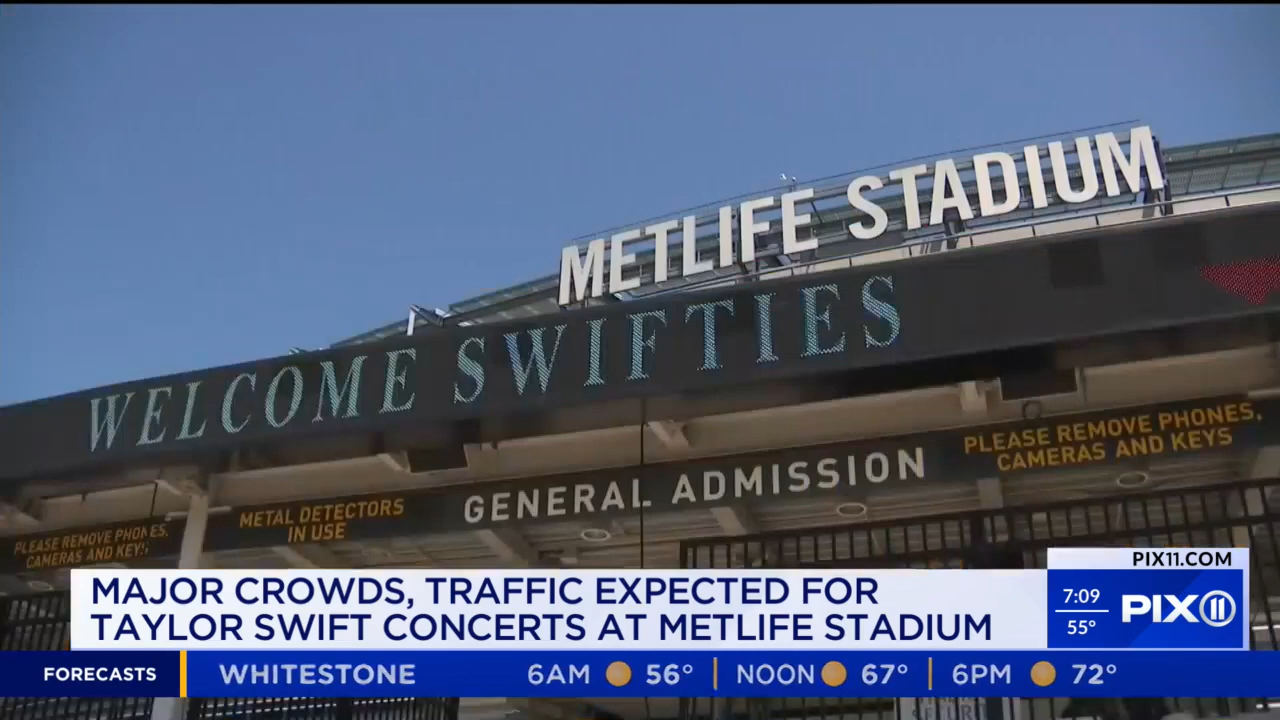 METLIFE STADIUM
WELCOME SWIFTIES
PLEASE REMOVE PHONES,
CAMERAS AND KEYS
GENERAL ADMISSION
METAL DETECTORS
IN USE
PLEASE REMOVE PHONES,
CAMERAS AND KEYS
PIX11.COM
MAJOR CROWDS, TRAFFIC EXPECTED FOR
TAYLOR SWIFT CONCERTS AT METLIFE STADIUM
7:09
55°
PIX11
FORECASTS WHITESTONE 6AM 56° NOON 67° 6PM 72°